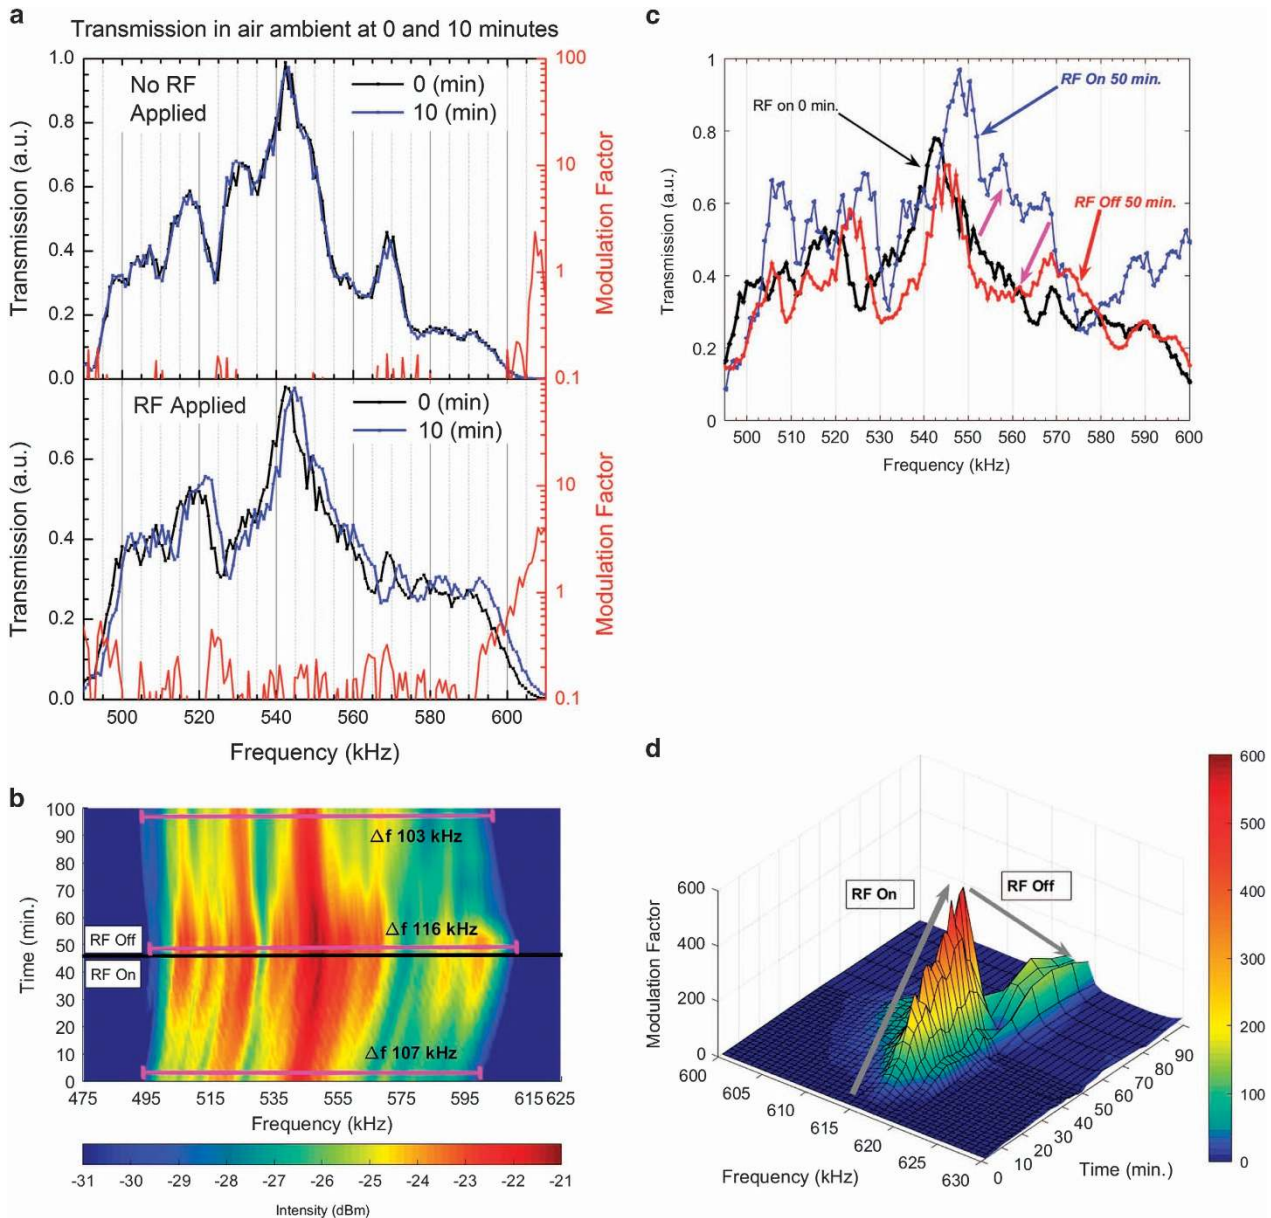 a
Transmission in air ambient at 0 and 10 minutes
Transmission (a.u.)
1.0
0.8
0.6
0.4
0.2
0.0
No RF
Applied
0 (min)
10 (min)
100
10
1
0.1
Modulation Factor
Transmission (a.u.)
0.6
0.4
0.2
0.0
RF Applied
0 (min)
10 (min)
10
1
0.1
Modulation Factor
500 520 540 560 580 600
Frequency (kHz)
c
Transmission (a.u.)
1
0.8
0.6
0.4
0.2
0
RF on 0 min.
RF On 50 min.
RF Off 50 min.
500 510 520 530 540 550 560 570 580 590 600
Frequency (kHz)
b
Time (min.)
100
90
80
70
60
50
40
30
20
10
0
RF Off
RF On
Δf 103 kHz
Δf 116 kHz
Δf 107 kHz
475 495 515 535 555 575 595 615 625
Frequency (kHz)
-31 -30 -29 -28 -27 -26 -25 -24 -23 -22 -21
Intensity (dBm)
d
Modulation Factor
600
400
200
0
RF On
RF Off
600
605
610
615
620
625
630
Frequency (kHz)
0
10
20
30
40
50
60
70
80
90
Time (min.)
600
500
400
300
200
100
0